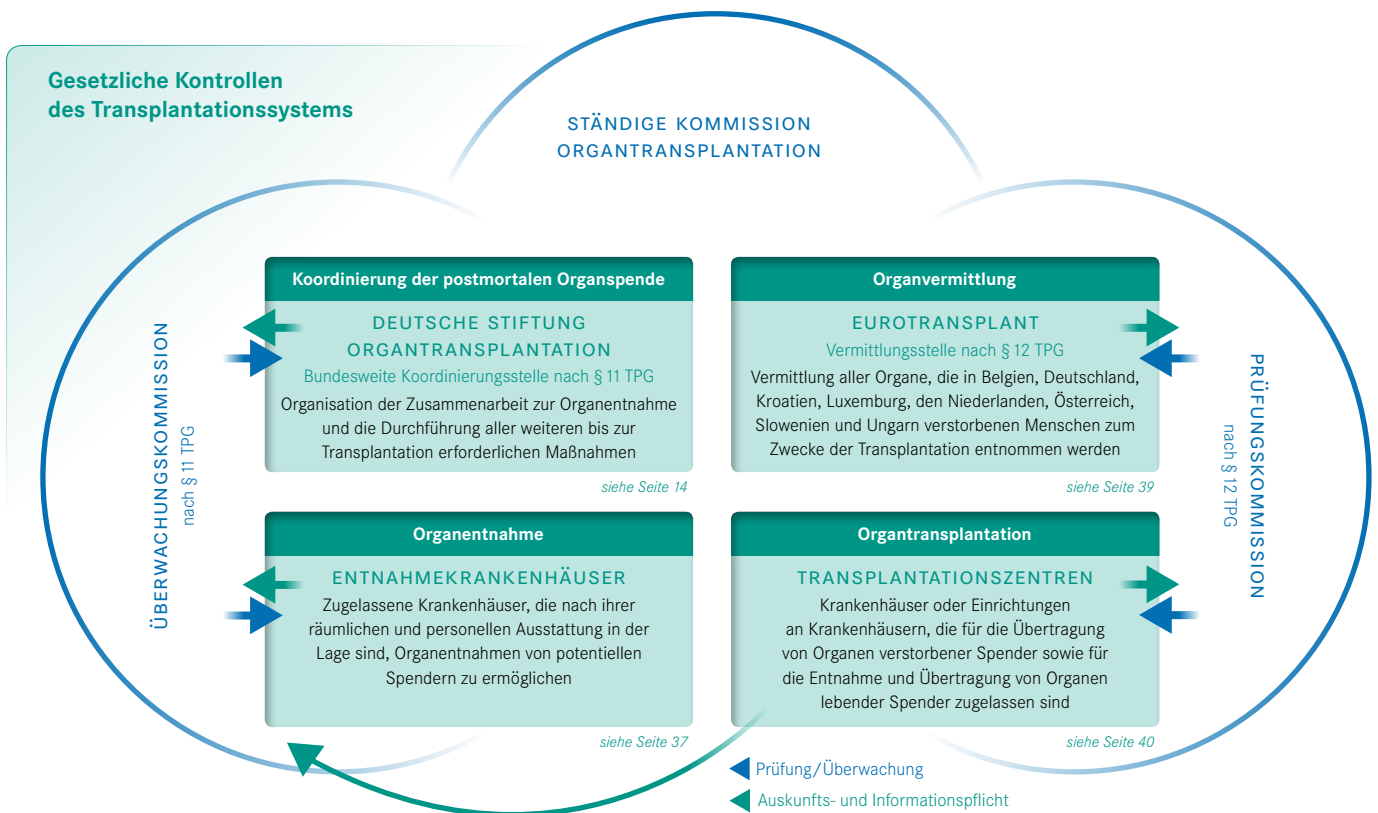 Gesetzliche Kontrollen
des Transplantationssystems
STÄNDIGE KOMMISSION
ORGANTRANSPLANTATION
ÜBERWACHUNGSKOMMISSION
nach § 11 TPG
Koordinierung der postmortalen Organspende
DEUTSCHE STIFTUNG
ORGANTRANSPLANTATION
Bundesweite Koordinierungsstelle nach § 11 TPG
Organisation der Zusammenarbeit zur Organentnahme
und die Durchführung aller weiteren bis zur
Transplantation erforderlichen Maßnahmen
siehe Seite 14
Organvermittlung
EUROTRANSPLANT
Vermittlungsstelle nach § 12 TPG
Vermittlung aller Organe, die in Belgien, Deutschland,
Kroatien, Luxemburg, den Niederlanden, Österreich,
Slowenien und Ungarn verstorbenen Menschen zum
Zwecke der Transplantation entnommen werden
siehe Seite 39
Organentnahme
ENTNAHMEKRANKENHÄUSER
Zugelassene Krankenhäuser, die nach ihrer
räumlichen und personellen Ausstattung in der
Lage sind, Organentnahmen von potentiellen
Spendern zu ermöglichen
siehe Seite 37
Organtransplantation
TRANSPLANTATIONSZENTREN
Krankenhäuser oder Einrichtungen
an Krankenhäusern, die für die Übertragung
von Organen verstorbener Spender sowie für
die Entnahme und Übertragung von Organen
lebender Spender zugelassen sind
siehe Seite 40
PRÜFUNGSKOMMISSION
nach § 12 TPG
Prüfung/Überwachung
Auskunfts- und Informationspflicht